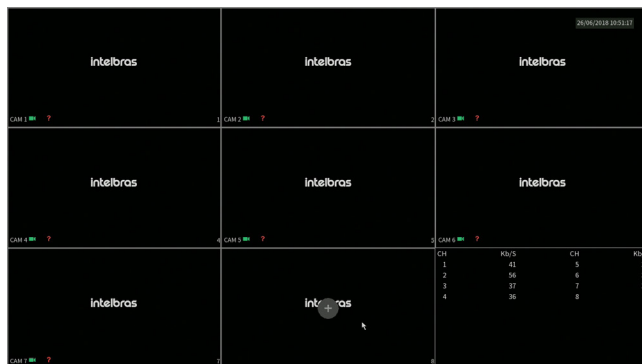 26/06/2018 10:51:17
intelbras
intelbras
intelbras
CAM 1 ? 1
CAM 2 ? 2
CAM 3 ?
intelbras
intelbras
intelbras
CAM 4 ? 4
CAM 5 ? 5
CAM 6 ?
CH Kb/S CH Kb
1 41 5
2 56 6
3 37 7
4 36 8
intelbras
CAM 7 ? 7
8